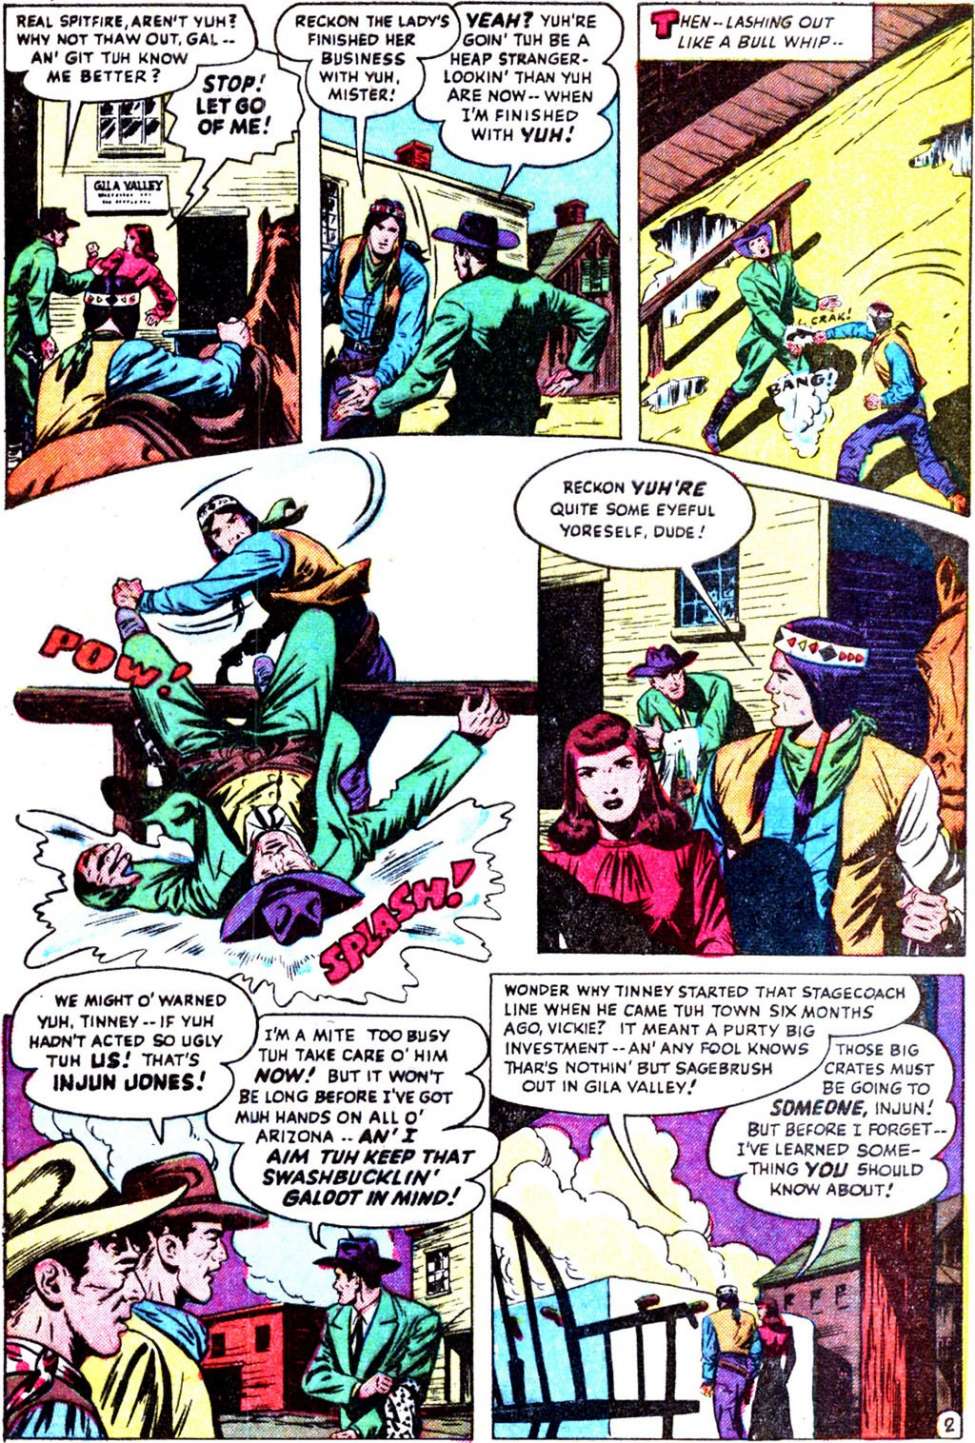 REAL SPITFIRE, AREN'T YUH?
WHY NOT THAW OUT, GAL --
AN' GIT TUH KNOW
ME BETTER?
STOP!
LET GO
OF ME!
GILA VALLEY
RECKON THE LADY'S
FINISHED HER
BUSINESS
WITH YUH,
MISTER!
YEAH? YUH'RE
GOIN' TUH BE A
HEAP STRANGER-
LOOKIN' THAN YUH
ARE NOW -- WHEN
I'M FINISHED
WITH YUH!
THEN -- LASHING OUT
LIKE A BULL WHIP --
CRAK!
BANG!
POW!
SPLASH!
RECKON YUH'RE
QUITE SOME EYEFUL
YORESELF, DUDE!
WE MIGHT O' WARNED
YUH, TINNEY -- IF YUH
HADN'T ACTED SO UGLY
TUH US! THAT'S
INJUN JONES!
I'M A MITE TOO BUSY
TUH TAKE CARE O' HIM
NOW! BUT IT WON'T
BE LONG BEFORE I'VE GOT
MUH HANDS ON ALL O'
ARIZONA -- AN' I
AIM TUH KEEP THAT
SWASHBUCKLIN'
GALOOT IN MIND!
WONDER WHY TINNEY STARTED THAT STAGECOACH
LINE WHEN HE CAME TUH TOWN SIX MONTHS
AGO, VICKIE? IT MEANT A PURTY BIG
INVESTMENT -- AN' ANY FOOL KNOWS
THAR'S NOTHIN' BUT SAGEBRUSH
OUT IN GILA VALLEY!
THOSE BIG
CRATES MUST
BE GOING TO
SOMEONE, INJUN!
BUT BEFORE I FORGET --
I'VE LEARNED SOME-
THING YOU SHOULD
KNOW ABOUT!
2